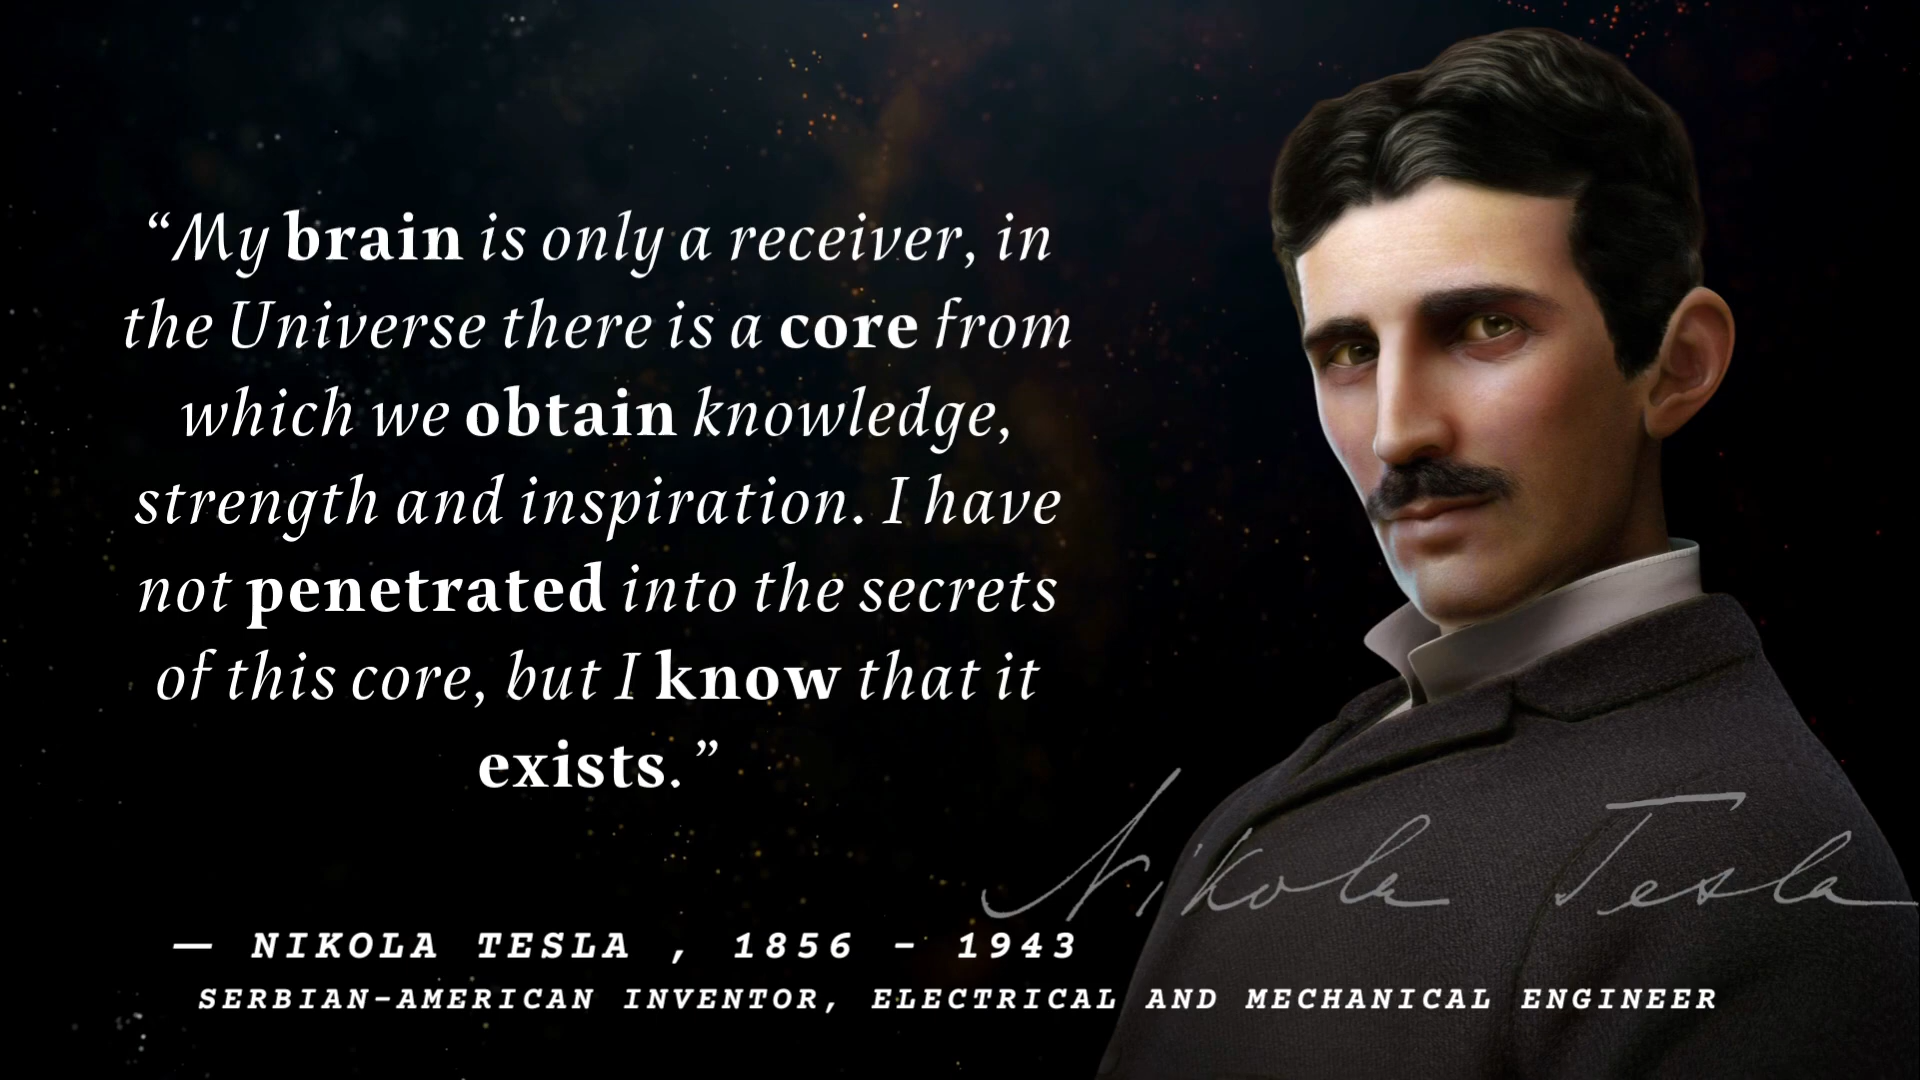 “My brain is only a receiver, in
the Universe there is a core from
which we obtain knowledge,
strength and inspiration. I have
not penetrated into the secrets
of this core, but I know that it
exists.”
Nikola Tesla
— NIKOLA TESLA , 1856 – 1943
SERBIAN-AMERICAN INVENTOR, ELECTRICAL AND MECHANICAL ENGINEER